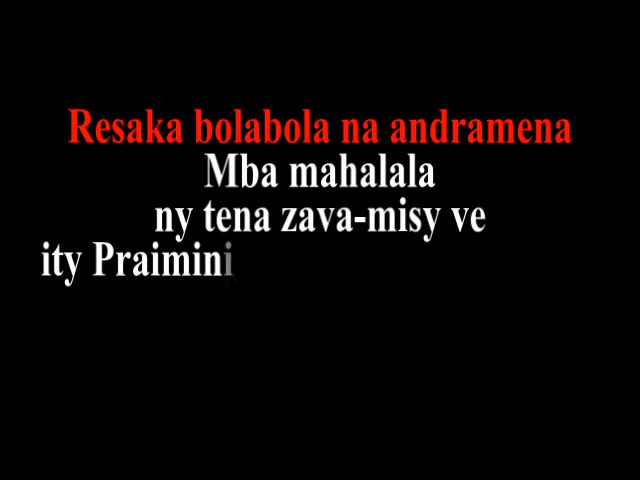 Resaka bolabola na andramena
Mba mahalala
ny tena zava-misy ve
ity Praimini